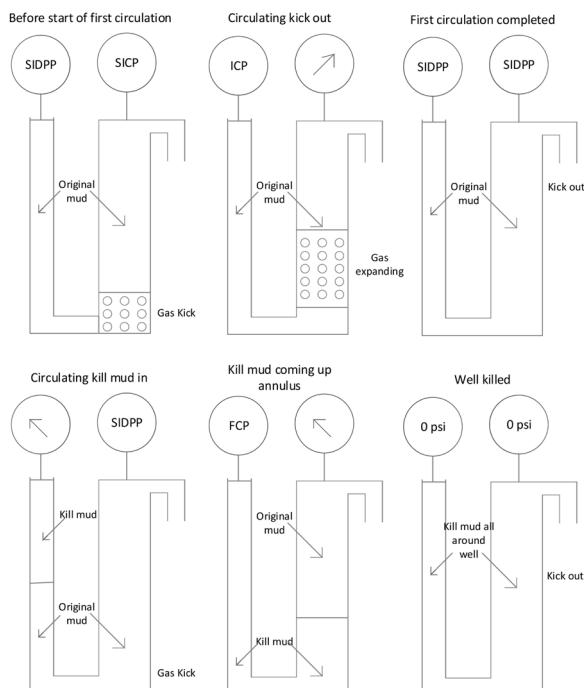 Before start of first circulation
SIDPP
SICP
Original
mud
Gas Kick
Circulating kick out
ICP
Original
mud
Gas
expanding
First circulation completed
SIDPP
SIDPP
Original
mud
Kick out
Circulating kill mud in
SIDPP
Kill mud
Original
mud
Gas Kick
Kill mud coming up
annulus
FCP
Original
mud
Kill mud
Well killed
0 psi
0 psi
Kill mud all
around
well
Kick out